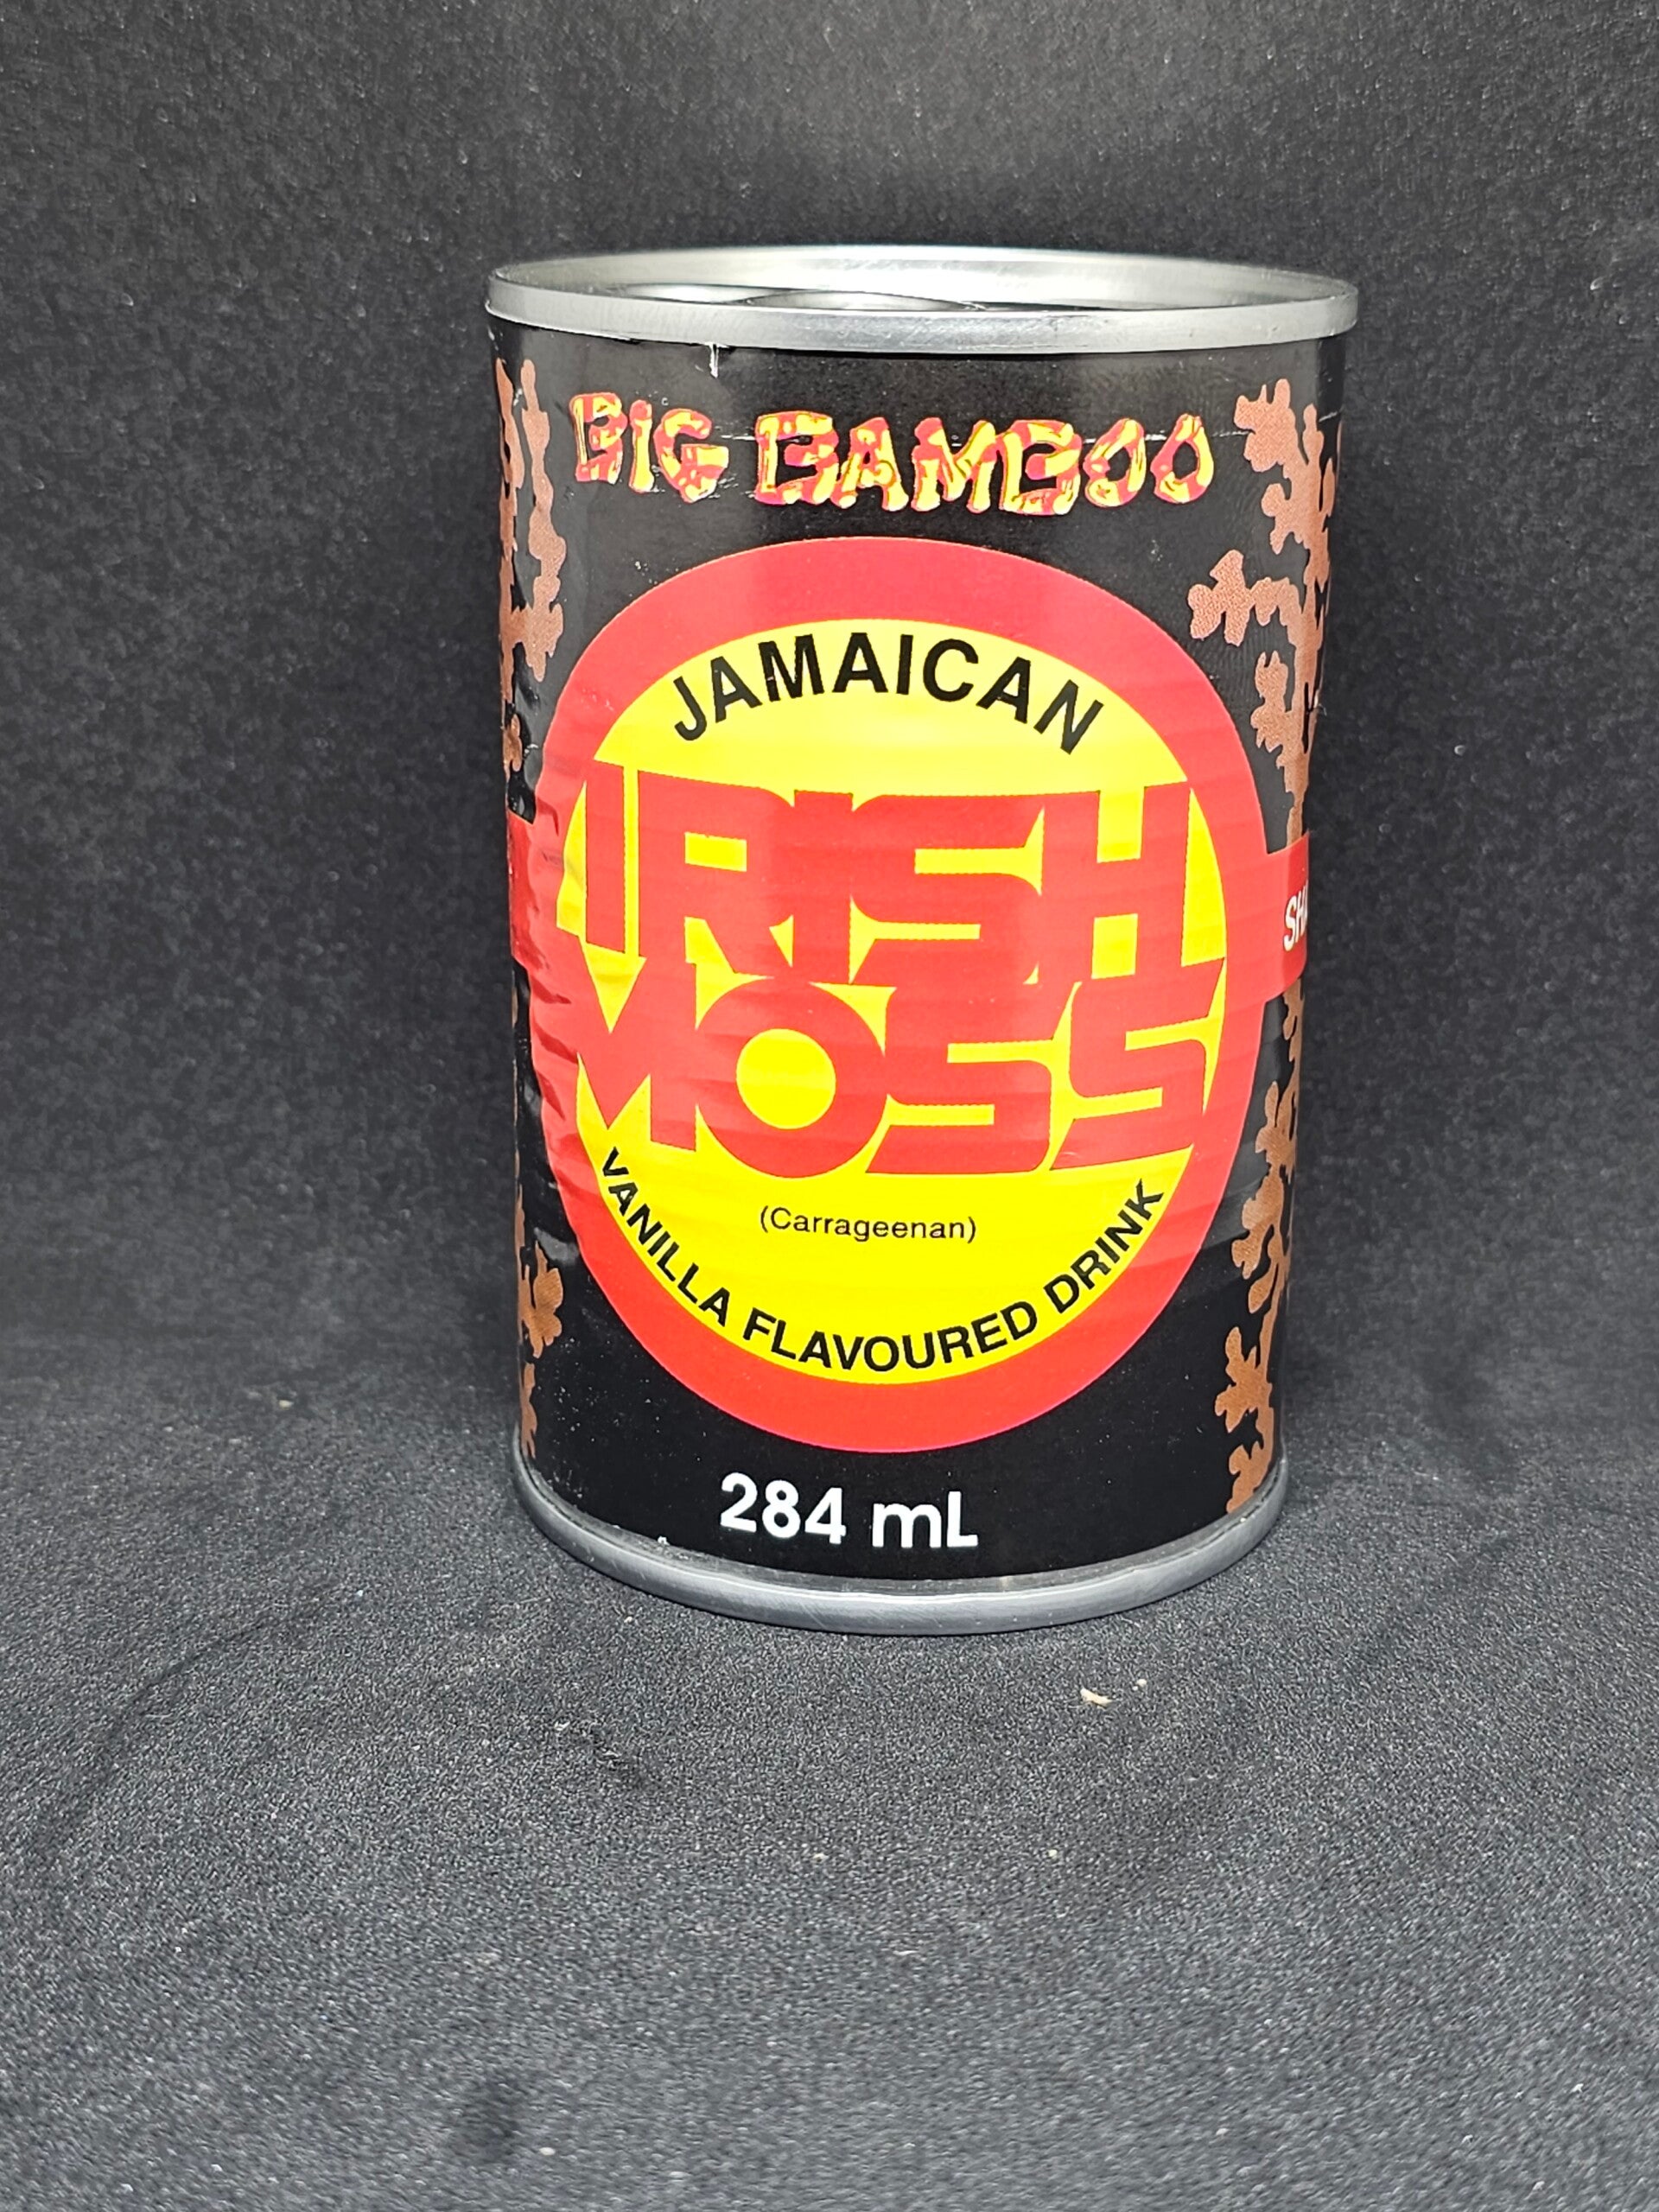 BIG BAMBOO
JAMAICAN
IRISH
MOSS
(Carrageenan)
VANILLA FLAVOURED DRINK
284 mL